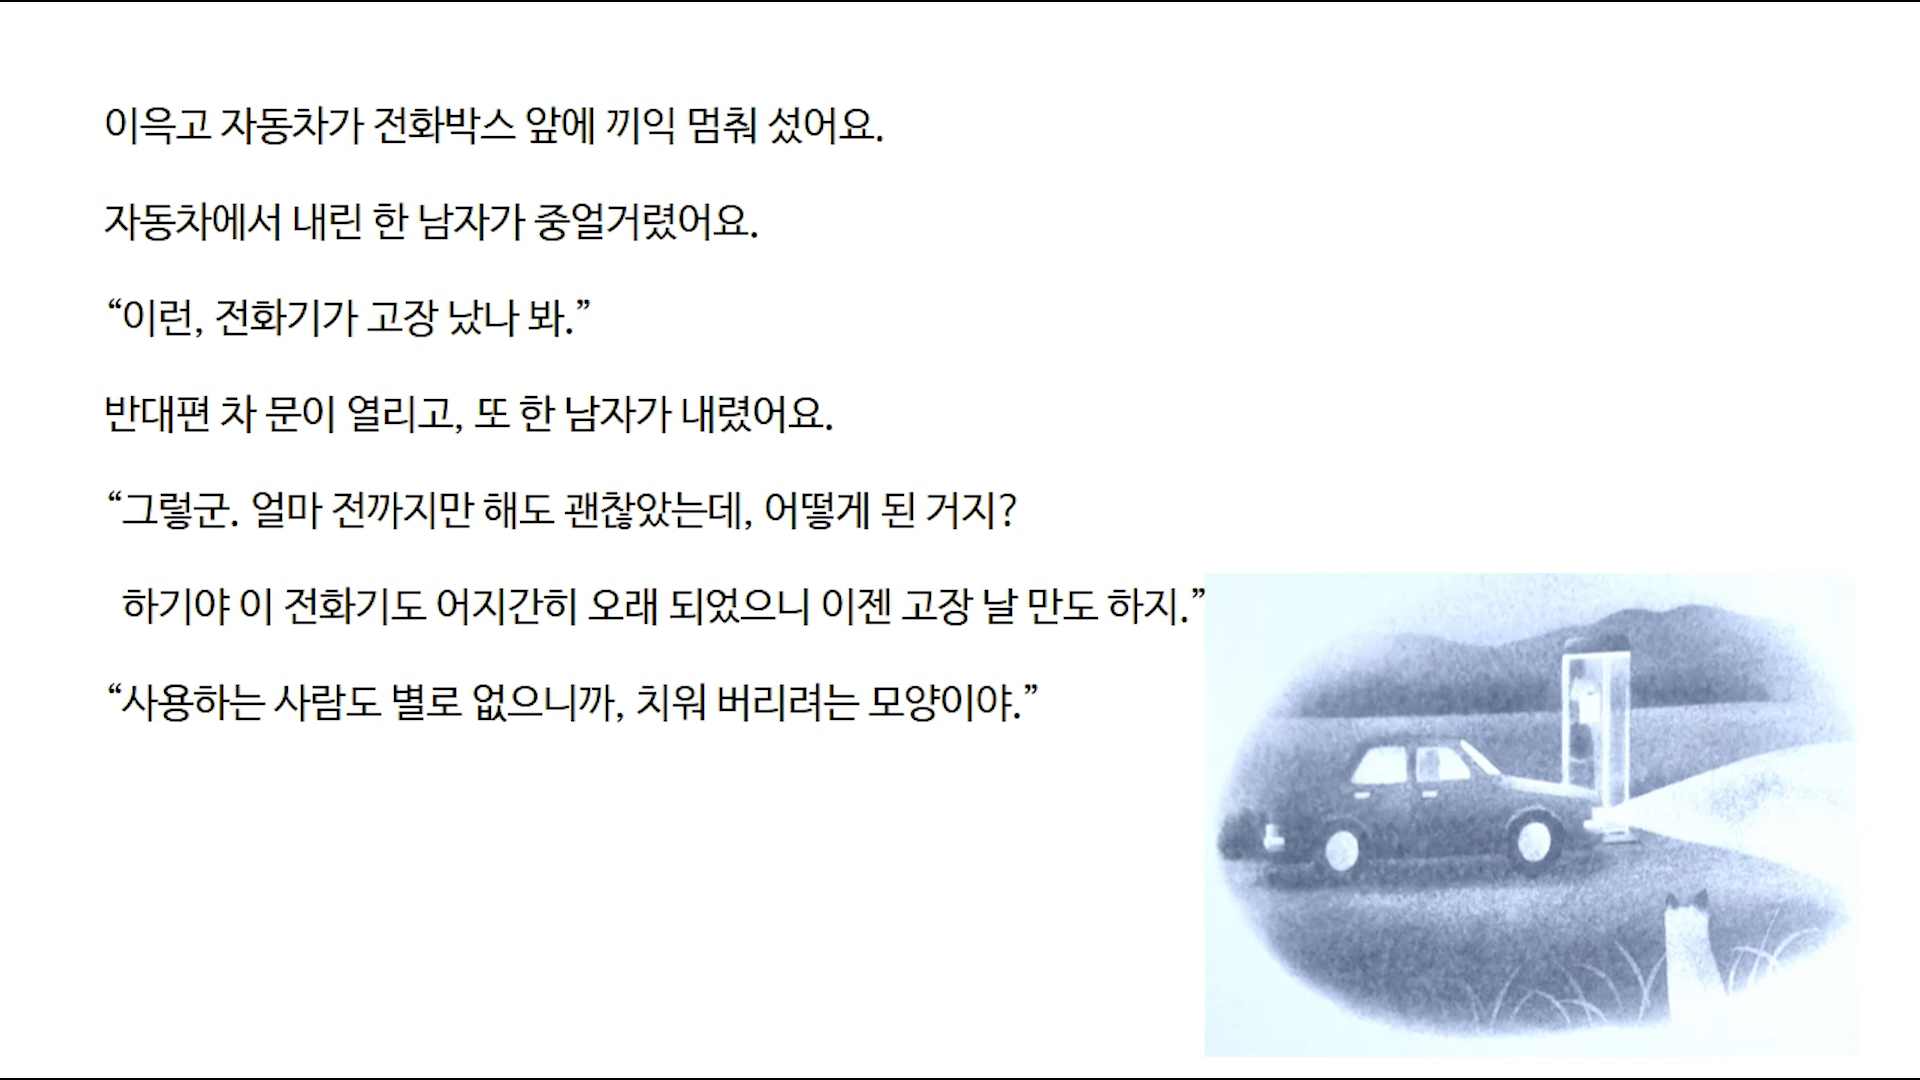 이윽고 자동차가 전화박스 앞에 끼익 멈춰 섰어요.
자동차에서 내린 한 남자가 중얼거렸어요.
“이런, 전화기가 고장 났나 봐.”
반대편 차 문이 열리고, 또 한 남자가 내렸어요.
“그렇군. 얼마 전까지만 해도 괜찮았는데, 어떻게 된 거지?
하기야 이 전화기도 어지간히 오래 되었으니 이젠 고장 날 만도 하지.”
“사용하는 사람도 별로 없으니까, 치워 버리려는 모양이야.”